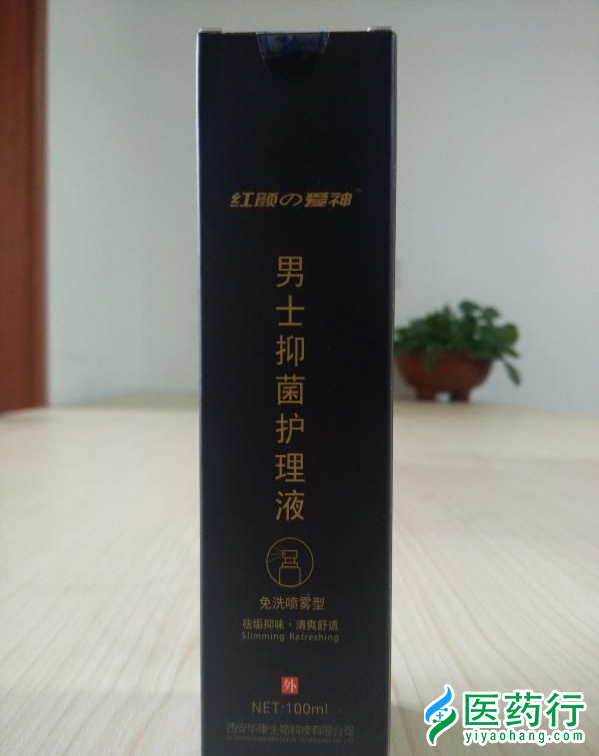 红颜の爱神
男士抑菌护理液
免洗喷雾型
祛垢抑味·清爽舒适
Slimming Refreshing
外
NET:100ml
西安华康生物科技有限公司
医药行
yiyaohang.com